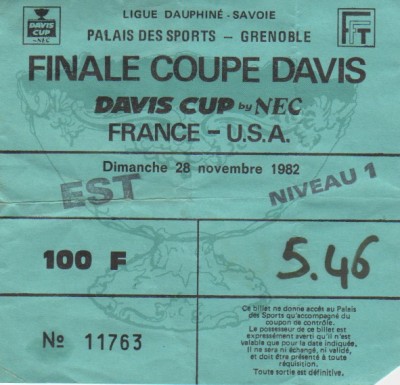 DAVIS
CUP
by NEC
LIGUE DAUPHINÉ - SAVOIE
PALAIS DES SPORTS - GRENOBLE
FFT
FINALE COUPE DAVIS
DAVIS CUP by NEC
FRANCE - U.S.A.
Dimanche 28 novembre 1982
EST
NIVEAU 1
100 F
5.46
Nº 11763
Ce billet ne donne accès au Palais
des Sports qu'accompagné du
coupon de contrôle.
Le possesseur de ce billet est
expressément averti qu'il n'est
valable que pour la date indiquée.
Il ne sera ni échangé, ni validé,
et doit être présenté à toute
réquisition.
Toute sortie est définitive.